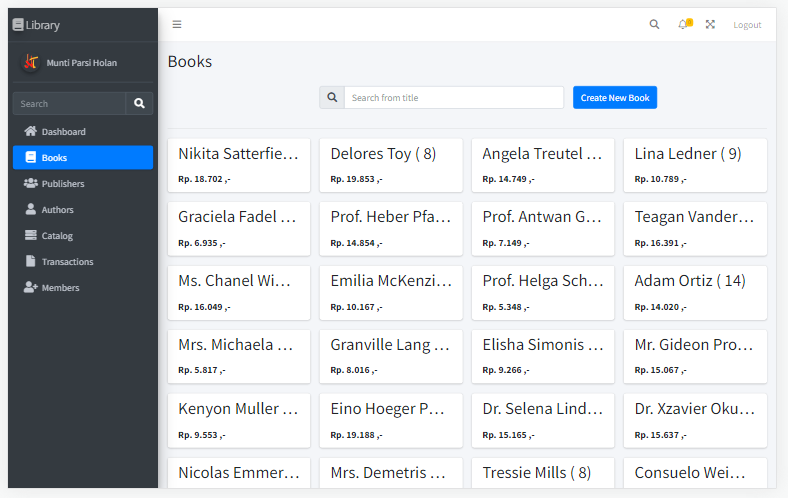 Library
Logout
Munti Parsi Holan
Search
Dashboard
Books
Publishers
Authors
Catalog
Transactions
Members
Books
Search from title
Create New Book
Nikita Satterfie...
Rp. 18.702 ,-
Delores Toy ( 8)
Rp. 19.853 ,-
Angela Treutel ...
Rp. 14.749 ,-
Lina Ledner ( 9)
Rp. 10.789 ,-
Graciela Fadel ...
Rp. 6.935 ,-
Prof. Heber Pfa...
Rp. 14.854 ,-
Prof. Antwan G...
Rp. 7.149 ,-
Teagan Vander...
Rp. 16.391 ,-
Ms. Chanel Wi...
Rp. 16.049 ,-
Emilia McKenzi...
Rp. 10.167 ,-
Prof. Helga Sch...
Rp. 5.348 ,-
Adam Ortiz ( 14)
Rp. 14.020 ,-
Mrs. Michaela ...
Rp. 5.817 ,-
Granville Lang ...
Rp. 8.016 ,-
Elisha Simonis ...
Rp. 9.266 ,-
Mr. Gideon Pro...
Rp. 15.067 ,-
Kenyon Muller ...
Rp. 9.553 ,-
Eino Hoeger P...
Rp. 19.188 ,-
Dr. Selena Lind...
Rp. 15.165 ,-
Dr. Xzavier Oku...
Rp. 15.637 ,-
Nicolas Emmer...
Mrs. Demetris ...
Tressie Mills ( 8)
Consuelo Wei...